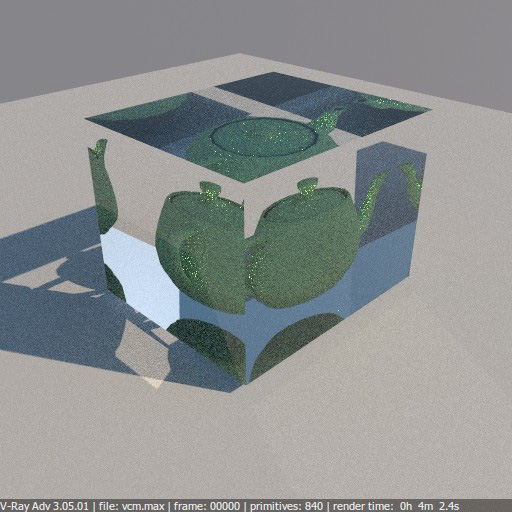 V-Ray Adv 3.05.01 | file: vcm.max | frame: 00000 | primitives: 840 | render time:  0h  4m  2.4s